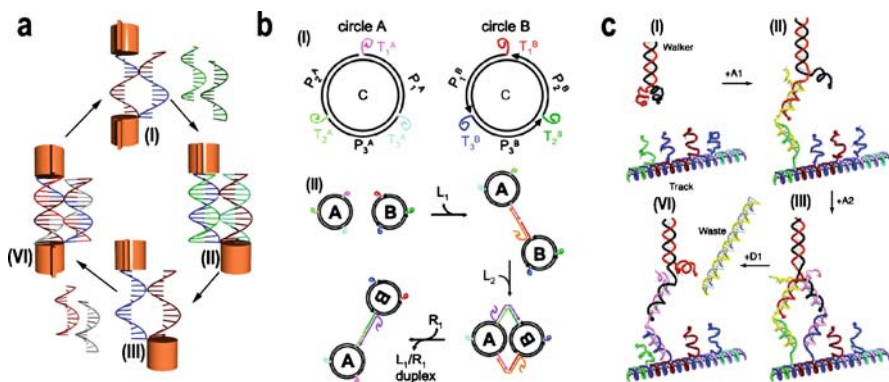 a
(I)
(II)
(III)
(VI)
b
circle A circle B
(I)
T₁ᴬ T₁ᴮ
P₂ᴬ P₁ᴬ P₁ᴮ P₂ᴮ
C C
T₂ᴬ T₃ᴬ T₃ᴮ T₂ᴮ
P₃ᴬ P₃ᴮ
(II)
A B
L₁
A
B
L₂
B
A
R₁
L₁/R₁
duplex
A B
c
(I) (II)
Walker
+A1
Track
+A2
(VI) (III)
Waste
+D1